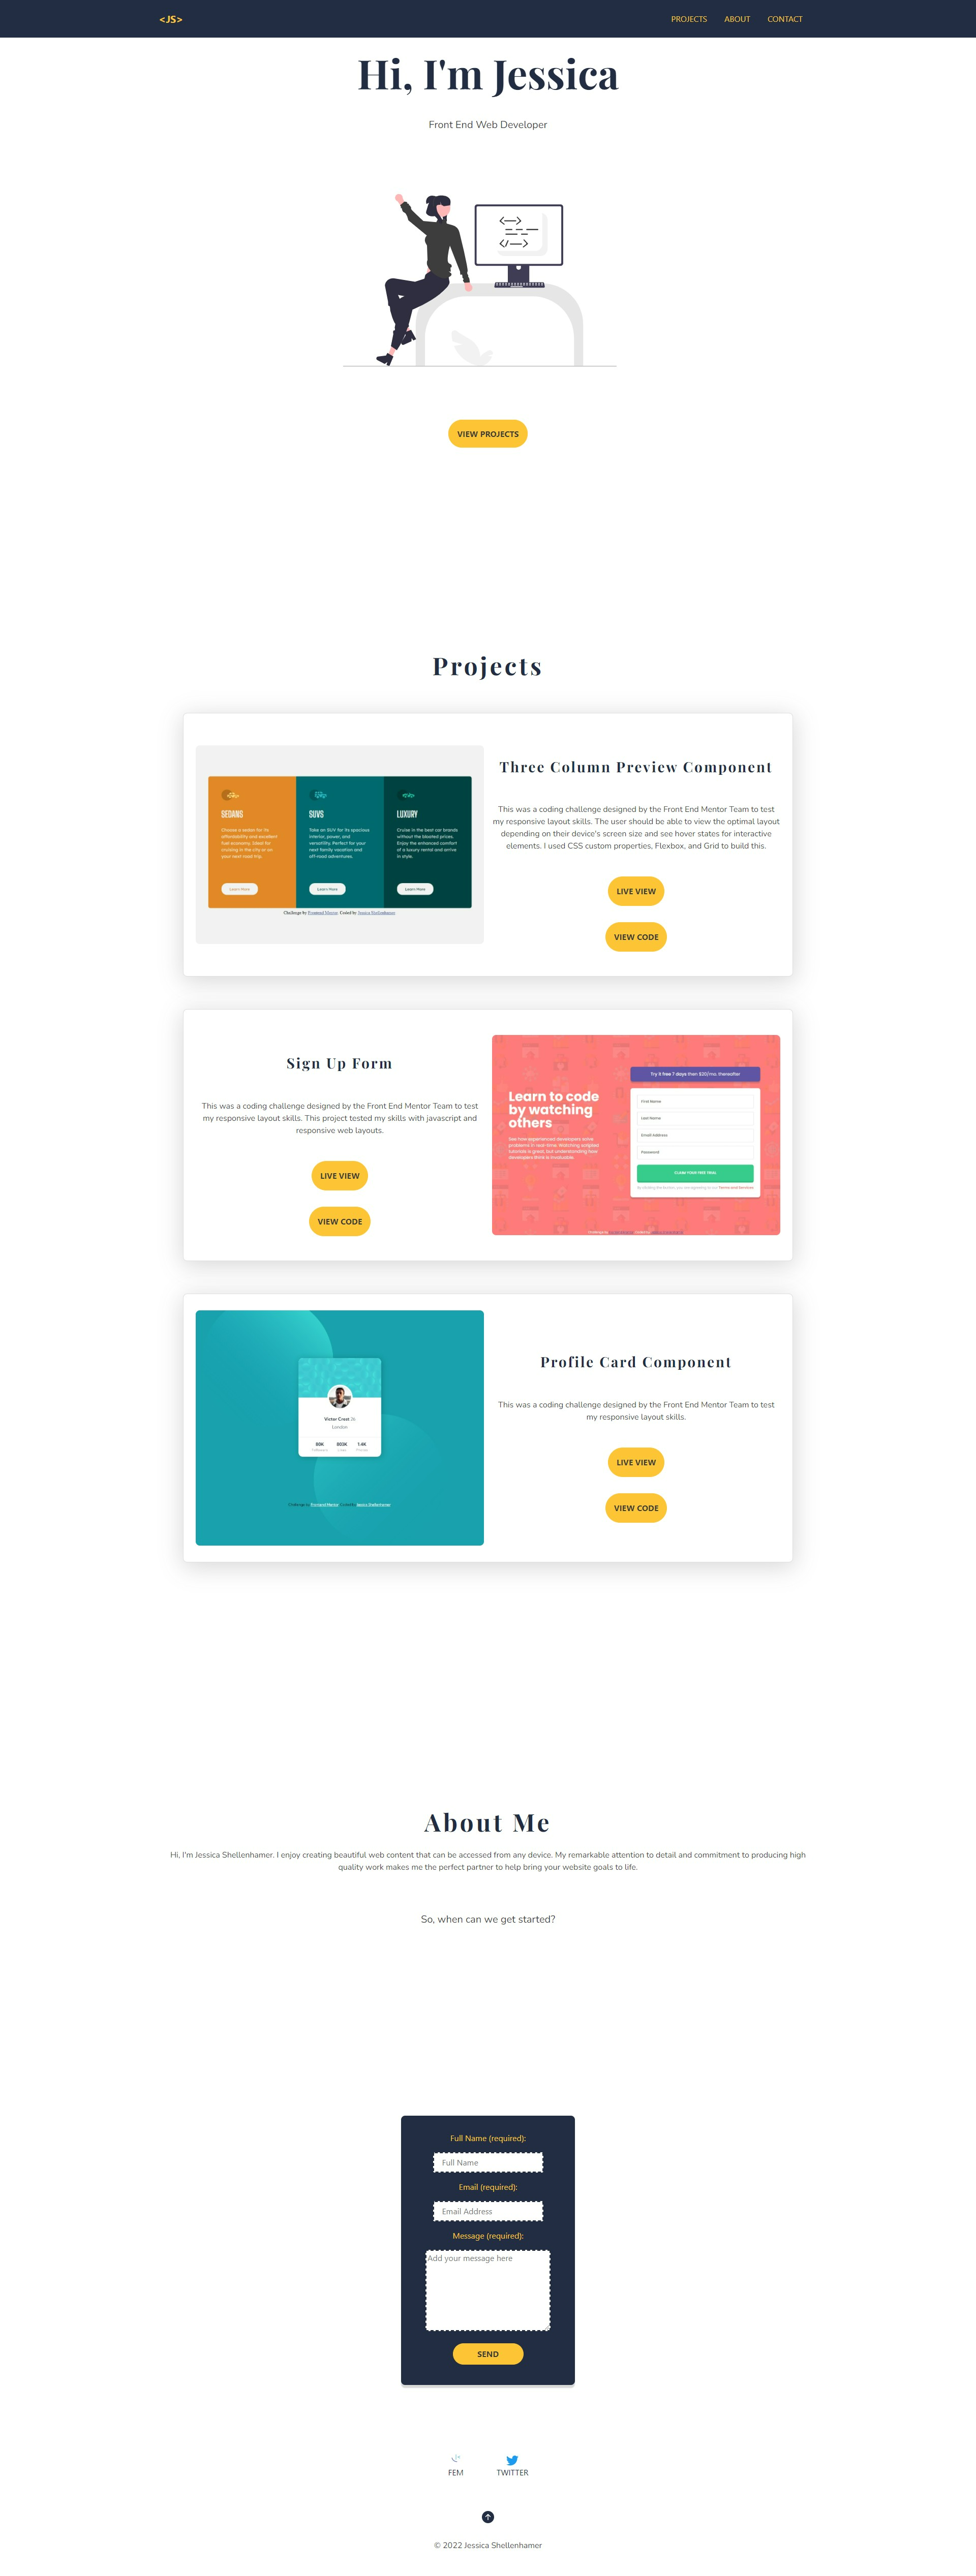 <JS>
PROJECTS ABOUT CONTACT
Hi, I'm Jessica
Front End Web Developer
VIEW PROJECTS
Projects
SEDANS
Choose a sedan for its
affordability and excellent
fuel economy. Ideal for
cruising in the city or on
your next road trip.
Learn More
SUVS
Take an SUV for its spacious
interior, power, and
versatility. Perfect for your
next family vacation and
off-road adventures.
Learn More
LUXURY
Cruise in the best car brands
without the bloated prices.
Enjoy the enhanced comfort
of a luxury rental and arrive
in style.
Learn More
Challenge by Frontend Mentor. Coded by Jessica Shellenhamer.
Three Column Preview Component
This was a coding challenge designed by the Front End Mentor Team to test
my responsive layout skills. The user should be able to view the optimal layout
depending on their device's screen size and see hover states for interactive
elements. I used CSS custom properties, Flexbox, and Grid to build this.
LIVE VIEW
VIEW CODE
Sign Up Form
This was a coding challenge designed by the Front End Mentor Team to test
my responsive layout skills. This project tested my skills with javascript and
responsive web layouts.
LIVE VIEW
VIEW CODE
Learn to code
by watching
others
See how experienced developers solve
problems in real-time. Watching scripted
tutorials is great, but understanding how
developers think is invaluable.
Try it free 7 days then $20/mo. thereafter
First Name
Last Name
Email Address
Password
CLAIM YOUR FREE TRIAL
By clicking the button, you are agreeing to our Terms and Services
Victor Crest 26
London
80K 803K 1.4K
Followers Likes Photos
Challenge by Frontend Mentor. Coded by Jessica Shellenhamer.
Profile Card Component
This was a coding challenge designed by the Front End Mentor Team to test
my responsive layout skills.
LIVE VIEW
VIEW CODE
About Me
Hi, I'm Jessica Shellenhamer. I enjoy creating beautiful web content that can be accessed from any device. My remarkable attention to detail and commitment to producing high
quality work makes me the perfect partner to help bring your website goals to life.
So, when can we get started?
Full Name (required):
Full Name
Email (required):
Email Address
Message (required):
Add your message here
SEND
FEM TWITTER
© 2022 Jessica Shellenhamer